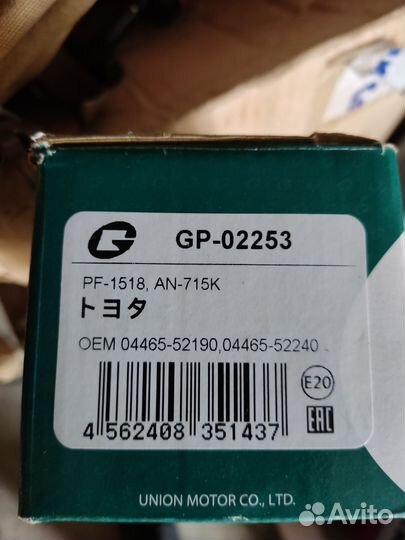 G GP-02253
PF-1518, AN-715K
トヨタ
OEM 04465-52190,04465-52240
E20
EAC
4 562408 351437
UNION MOTOR CO., LTD.
Avito